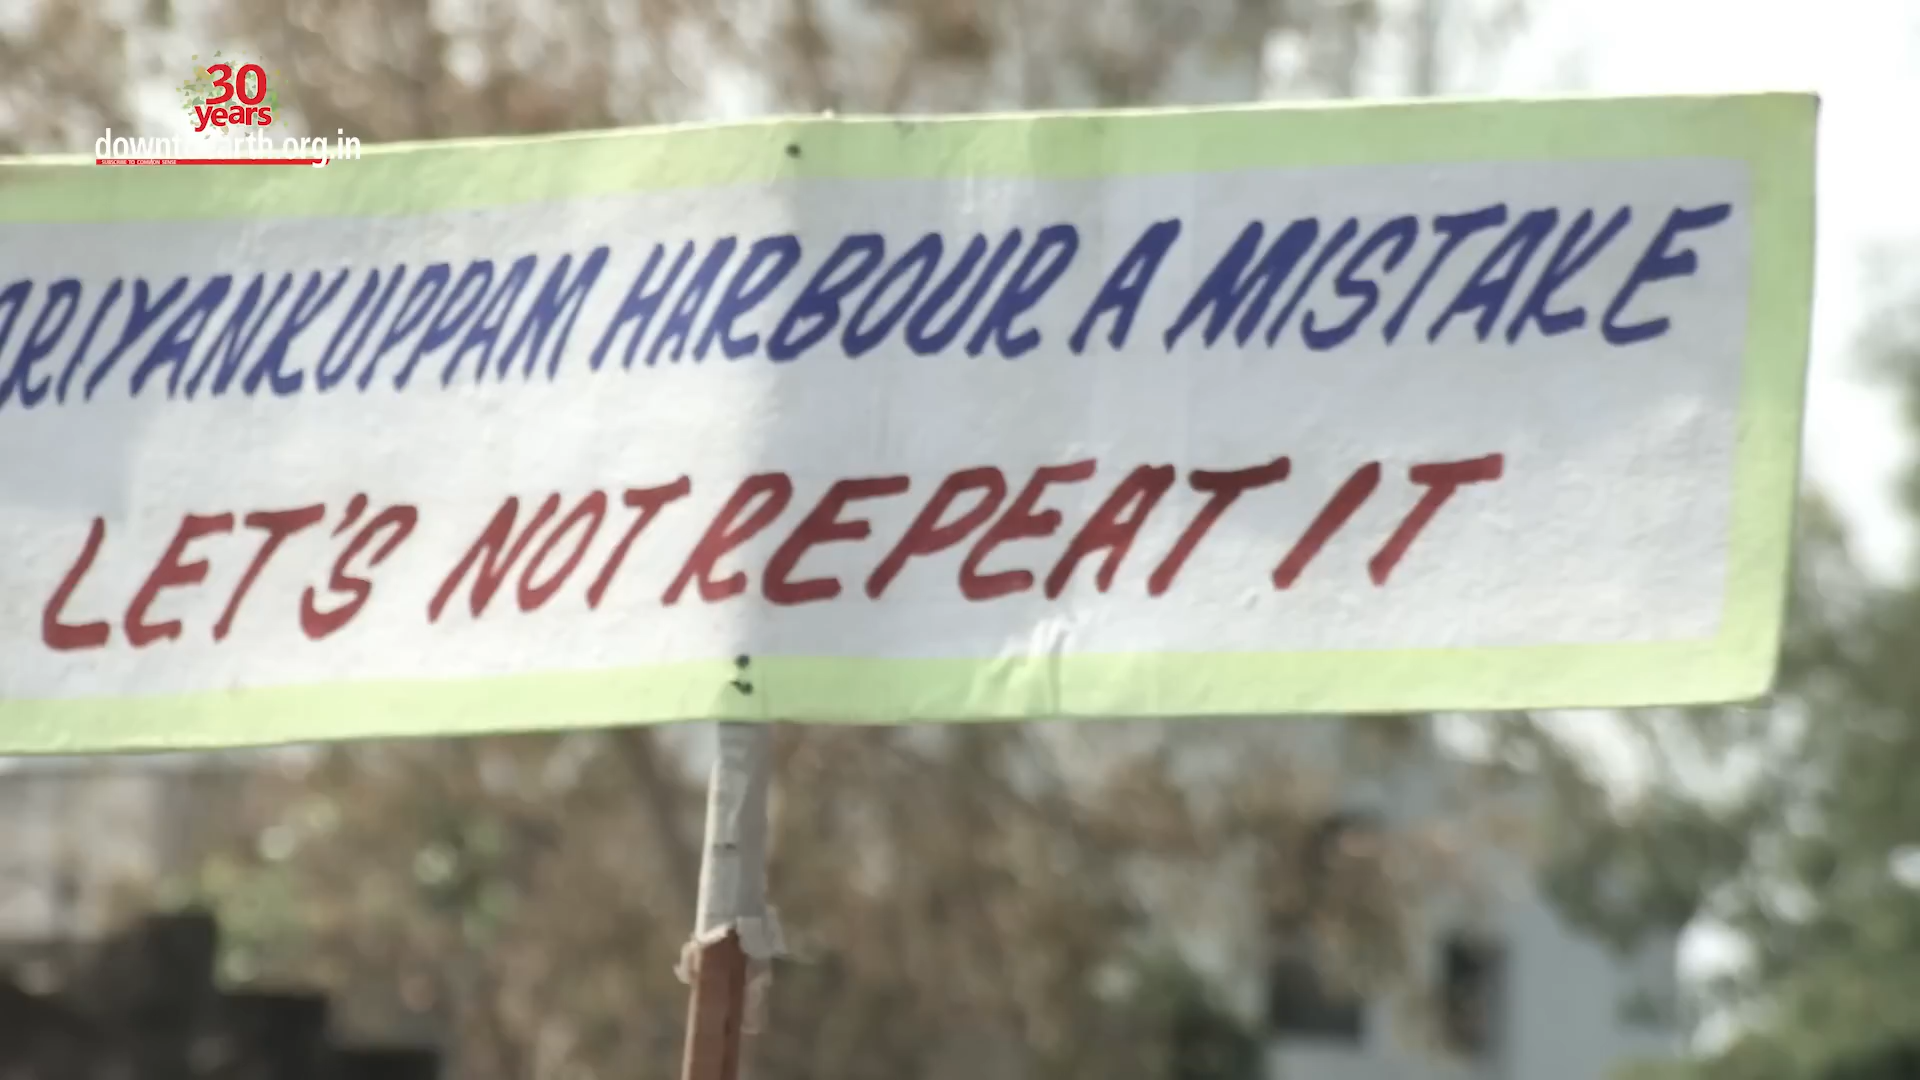 30
years
downtoearth.org.in
SUBSCRIBE TO COMMON SENSE
ARIYANKUPPAM HARBOUR A MISTAKE
LET'S NOT REPEAT IT